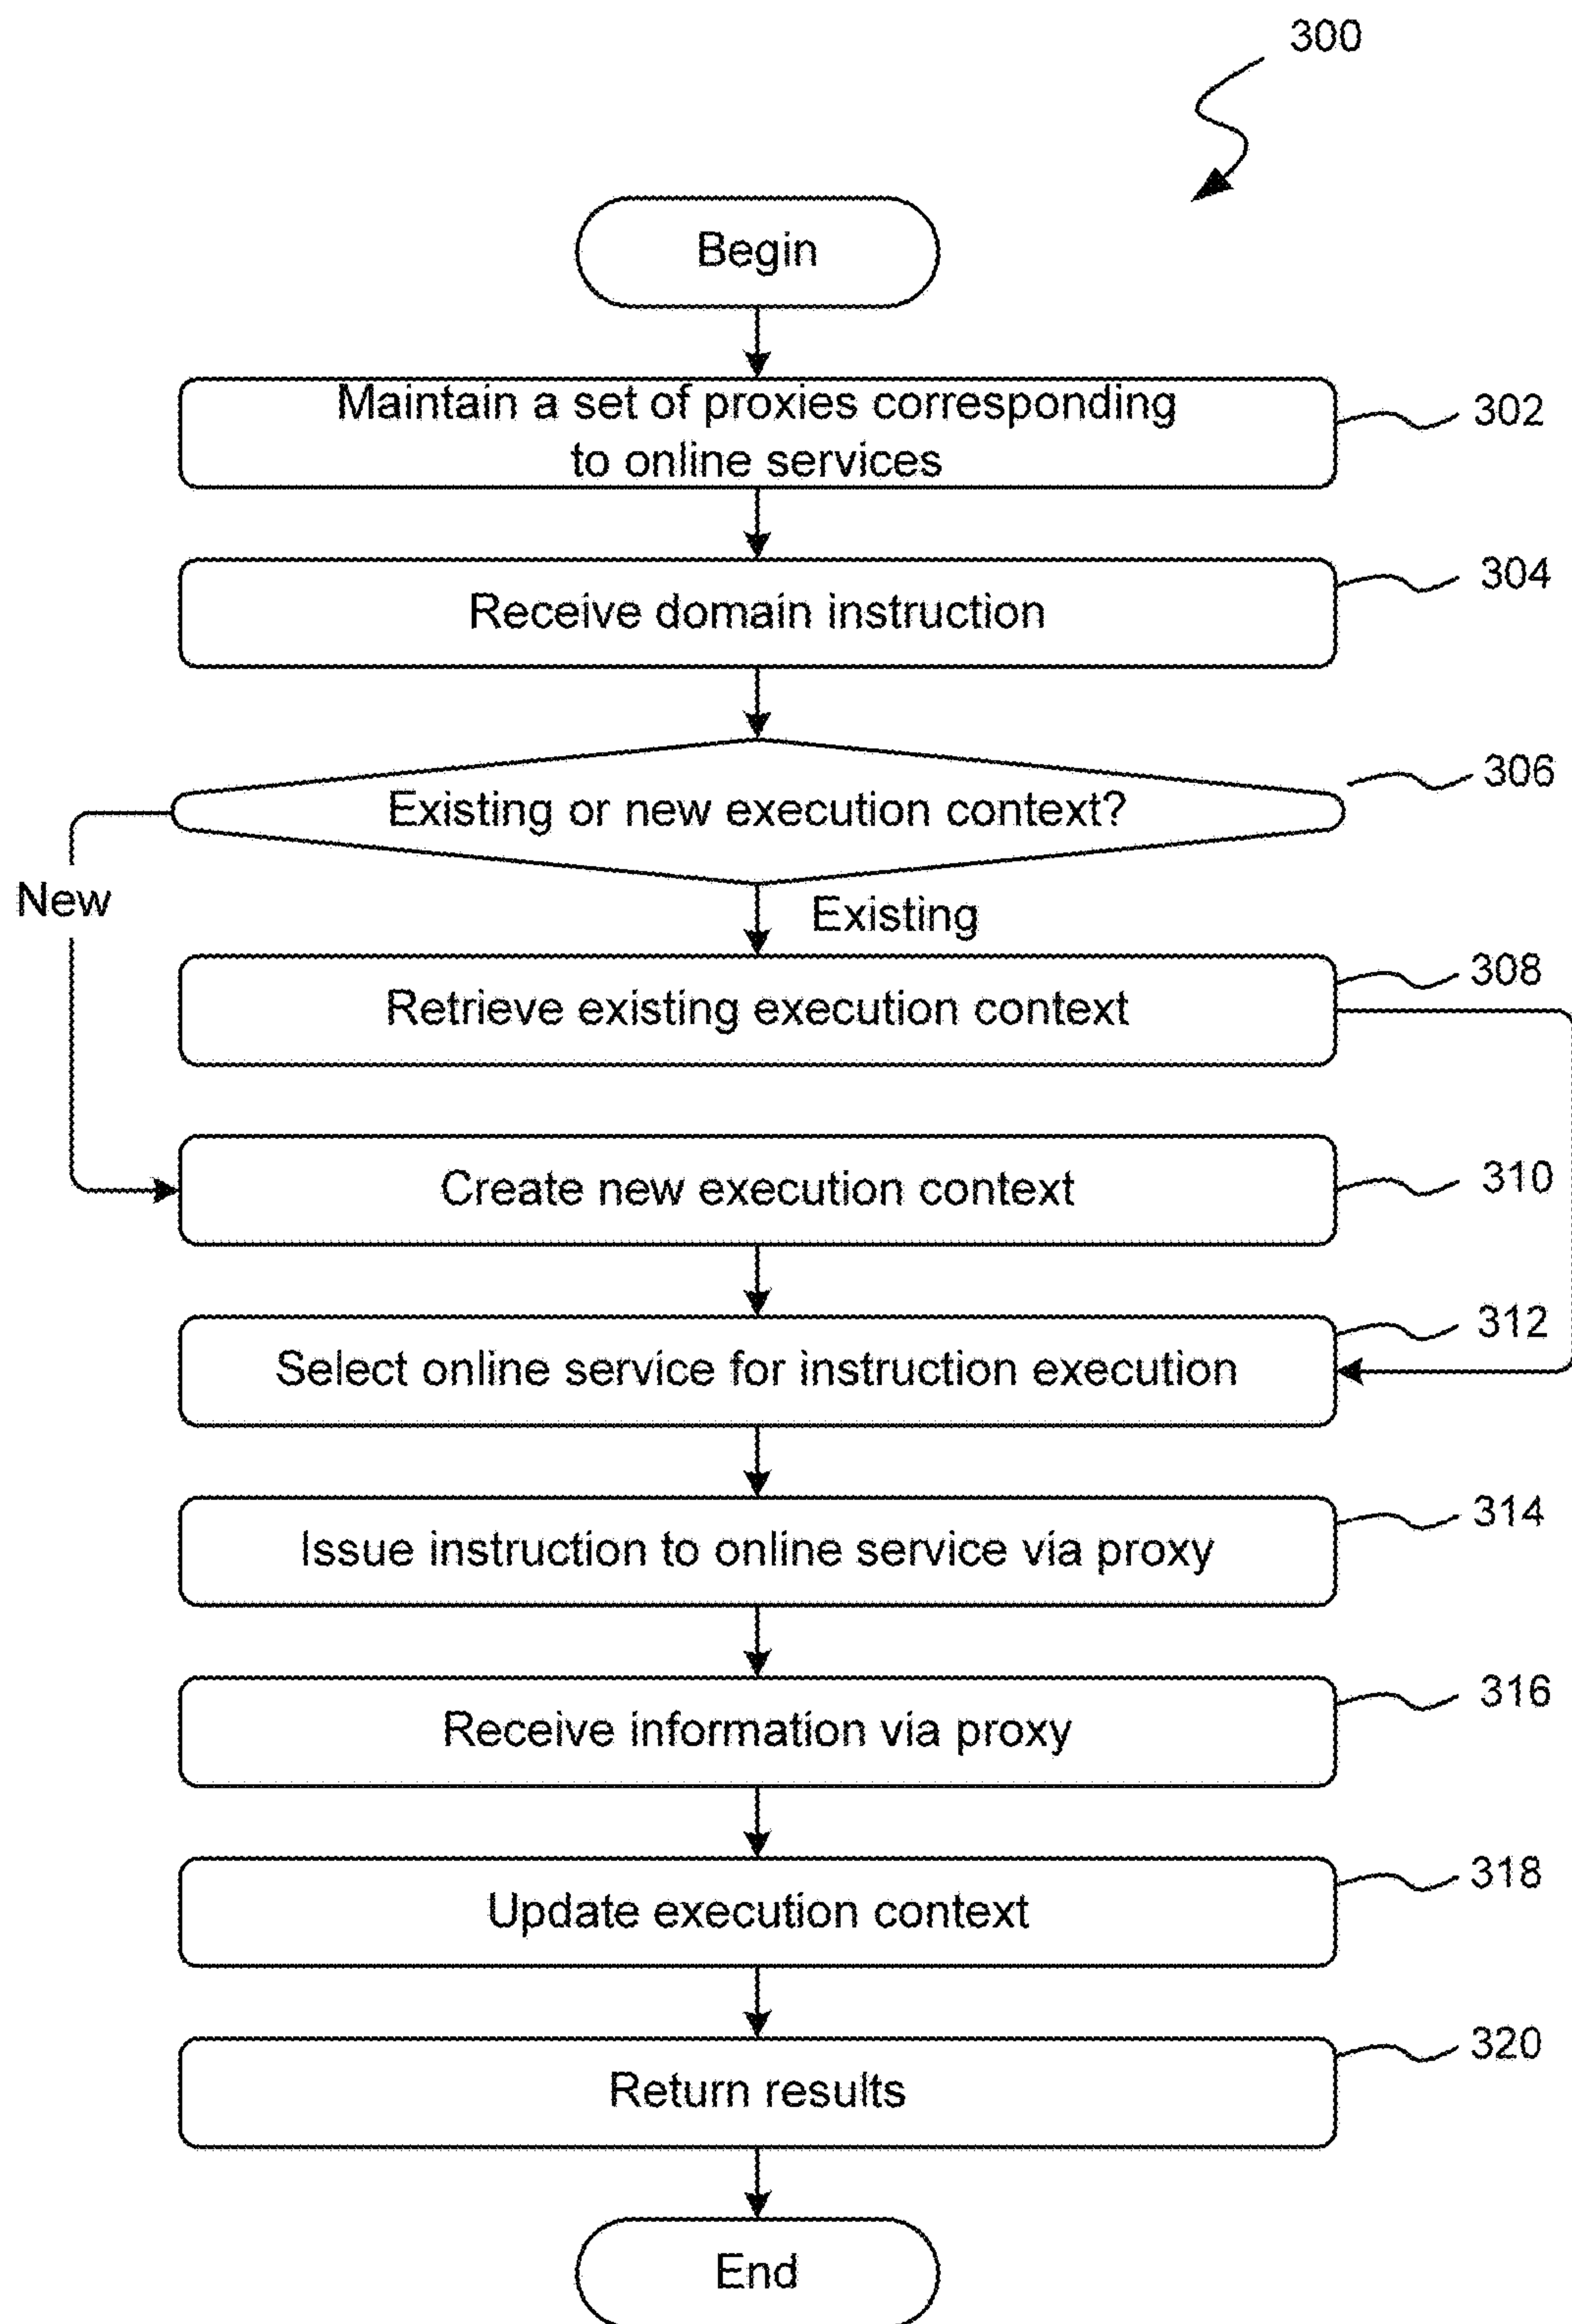 300
Begin
Maintain a set of proxies corresponding
to online services
302
Receive domain instruction
304
Existing or new execution context?
306
New
Existing
Retrieve existing execution context
308
Create new execution context
310
Select online service for instruction execution
312
Issue instruction to online service via proxy
314
Receive information via proxy
316
Update execution context
318
Return results
320
End